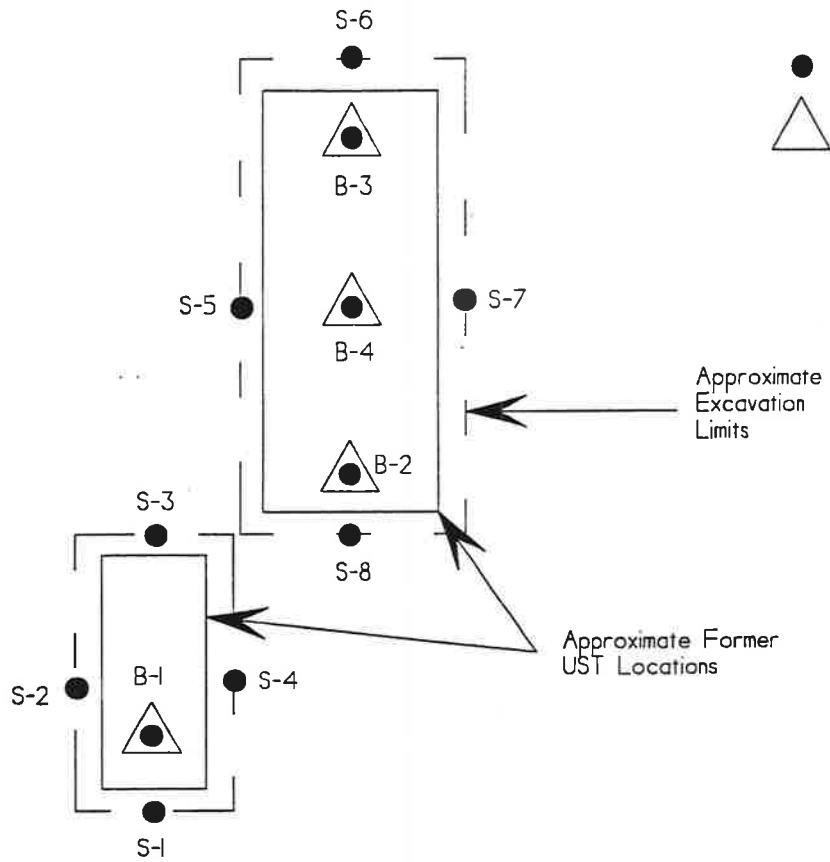 S-6
B-3
S-5
S-7
B-4
Approximate
Excavation
Limits
B-2
S-3
S-8
Approximate Former
UST Locations
B-1
S-2
S-4
S-1